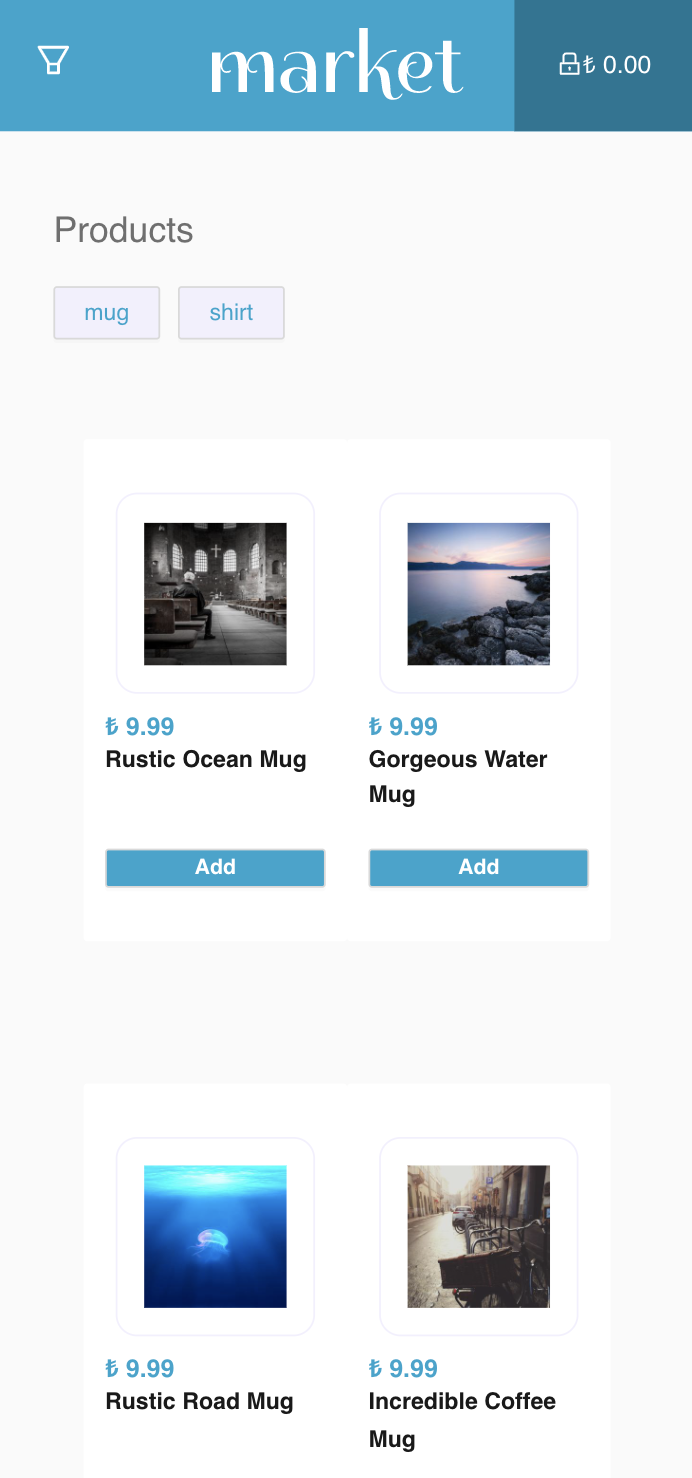 market
₺ 0.00
Products
mug
shirt
₺ 9.99
Rustic Ocean Mug
Add
₺ 9.99
Gorgeous Water
Mug
Add
₺ 9.99
Rustic Road Mug
₺ 9.99
Incredible Coffee
Mug